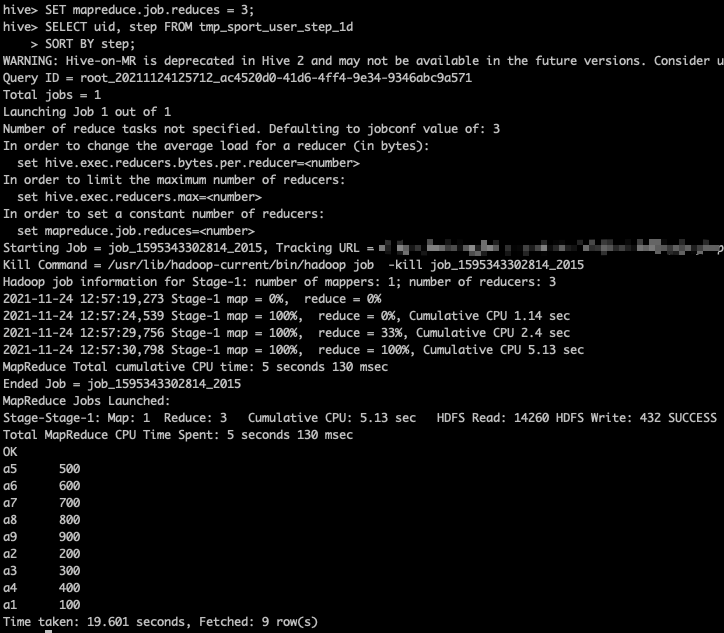 hive> SET mapreduce.job.reduces = 3;
hive> SELECT uid, step FROM tmp_sport_user_step_1d
    > SORT BY step;
WARNING: Hive-on-MR is deprecated in Hive 2 and may not be available in the future versions. Consider u
Query ID = root_20211124125712_ac4520d0-41d6-4ff4-9e34-9346abc9a571
Total jobs = 1
Launching Job 1 out of 1
Number of reduce tasks not specified. Defaulting to jobconf value of: 3
In order to change the average load for a reducer (in bytes):
  set hive.exec.reducers.bytes.per.reducer=<number>
In order to limit the maximum number of reducers:
  set hive.exec.reducers.max=<number>
In order to set a constant number of reducers:
  set mapreduce.job.reduces=<number>
Starting Job = job_1595343302814_2015, Tracking URL =
Kill Command = /usr/lib/hadoop-current/bin/hadoop job  -kill job_1595343302814_2015
Hadoop job information for Stage-1: number of mappers: 1; number of reducers: 3
2021-11-24 12:57:19,273 Stage-1 map = 0%,  reduce = 0%
2021-11-24 12:57:24,539 Stage-1 map = 100%,  reduce = 0%, Cumulative CPU 1.14 sec
2021-11-24 12:57:29,756 Stage-1 map = 100%,  reduce = 33%, Cumulative CPU 2.4 sec
2021-11-24 12:57:30,798 Stage-1 map = 100%,  reduce = 100%, Cumulative CPU 5.13 sec
MapReduce Total cumulative CPU time: 5 seconds 130 msec
Ended Job = job_1595343302814_2015
MapReduce Jobs Launched:
Stage-Stage-1: Map: 1  Reduce: 3   Cumulative CPU: 5.13 sec   HDFS Read: 14260 HDFS Write: 432 SUCCESS
Total MapReduce CPU Time Spent: 5 seconds 130 msec
OK
a5      500
a6      600
a7      700
a8      800
a9      900
a2      200
a3      300
a4      400
a1      100
Time taken: 19.601 seconds, Fetched: 9 row(s)